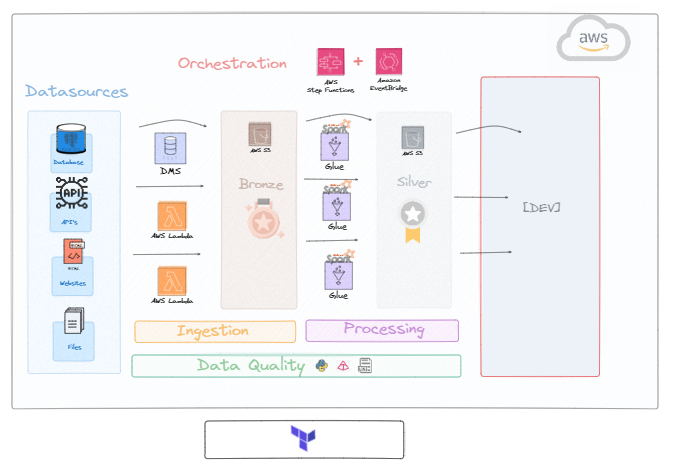 aws
Orchestration
+
AWS
Step Functions
Amazon
EventBridge
Datasources
Database
API
API's
HTML
Websites
Files
DMS
AWS Lambda
AWS Lambda
AWS S3
Bronze
Spark
Glue
Spark
Glue
Spark
Glue
AWS S3
Silver
[DEV]
Ingestion
Processing
Data Quality